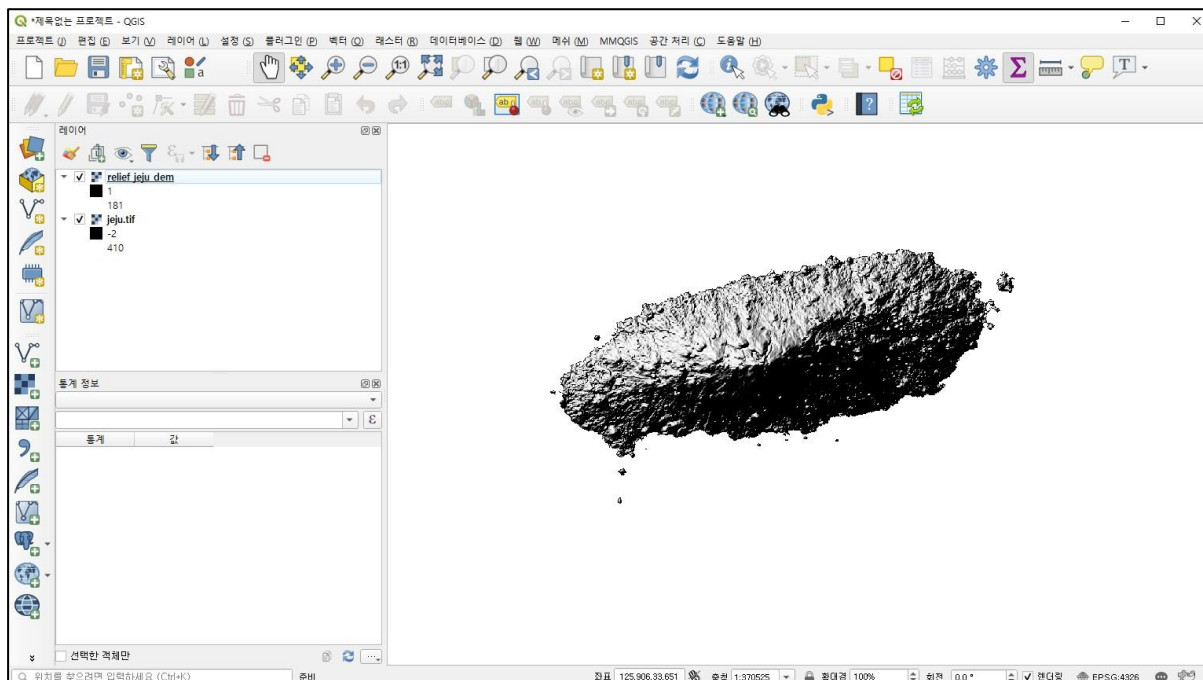 *제목없는 프로젝트 - QGIS
프로젝트 (J) 편집 (E) 보기 (V) 레이어 (L) 설정 (S) 플러그인 (P) 벡터 (O) 래스터 (R) 데이터베이스 (D) 웹 (W) 메쉬 (M) MMQGIS 공간 처리 (C) 도움말 (H)
레이어
relief_jeju_dem
1
181
jeju.tif
-2
410
통계 정보
통계 값
선택한 객체만
위치를 찾으려면 입력하세요 (Ctrl+K) 준비 좌표 125.906,33.651 축척 1:370525 확대경 100% 회전 0.0 ° 렌더링 EPSG:4326